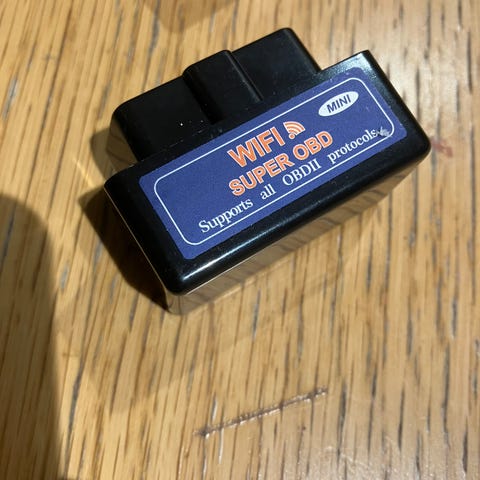 MINI
WIFI
SUPER OBD
Supports all OBDII protocols.